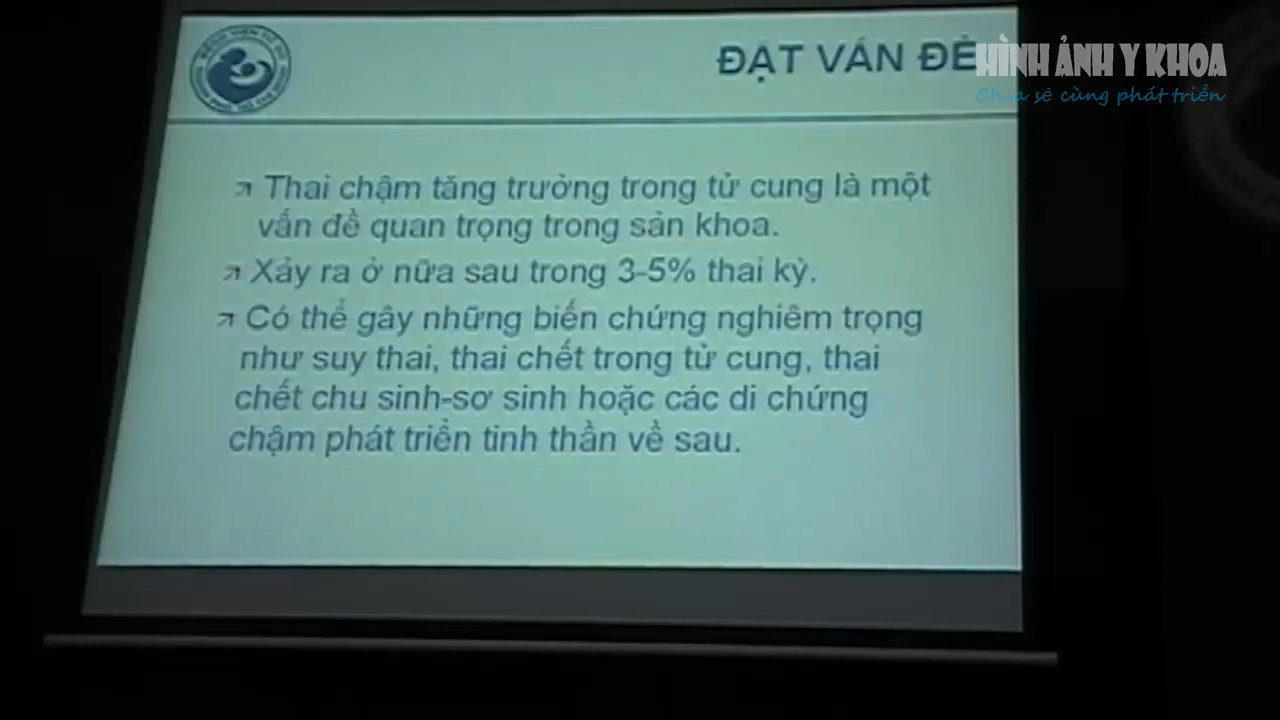 ĐẠT VẤN ĐỀ
HÌNH ẢNH Y KHOA
Chia sẻ cùng phát triển
Thai chậm tăng trưởng trong tử cung là một
vấn đề quan trọng trong sản khoa.
Xảy ra ở nữa sau trong 3-5% thai kỳ.
Có thể gây những biến chứng nghiêm trọng
như suy thai, thai chết trong tử cung, thai
chết chu sinh-sơ sinh hoặc các di chứng
chậm phát triển tinh thần về sau.